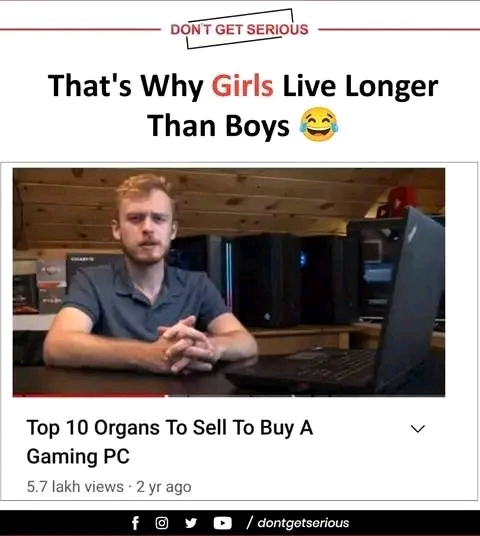 DON'T GET SERIOUS
That's Why Girls Live Longer
Than Boys 😂
GIGABYTE
Top 10 Organs To Sell To Buy A
Gaming PC
5.7 lakh views · 2 yr ago
/ dontgetserious